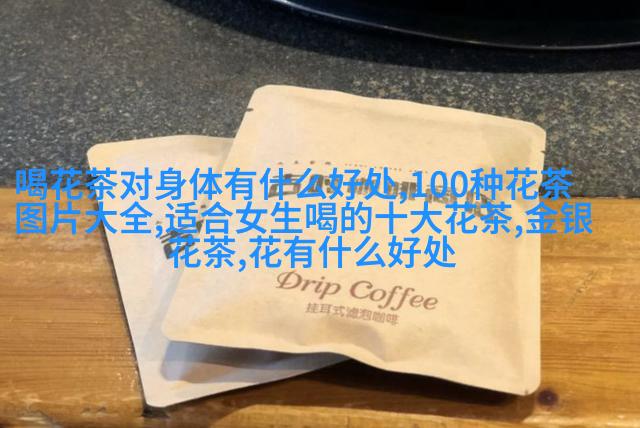 喝花茶对身体有什么好处,100种花茶
图片大全,适合女生喝的十大花茶,金银
花茶,花有什么好处
Drip Coffee
挂耳式滤泡咖啡